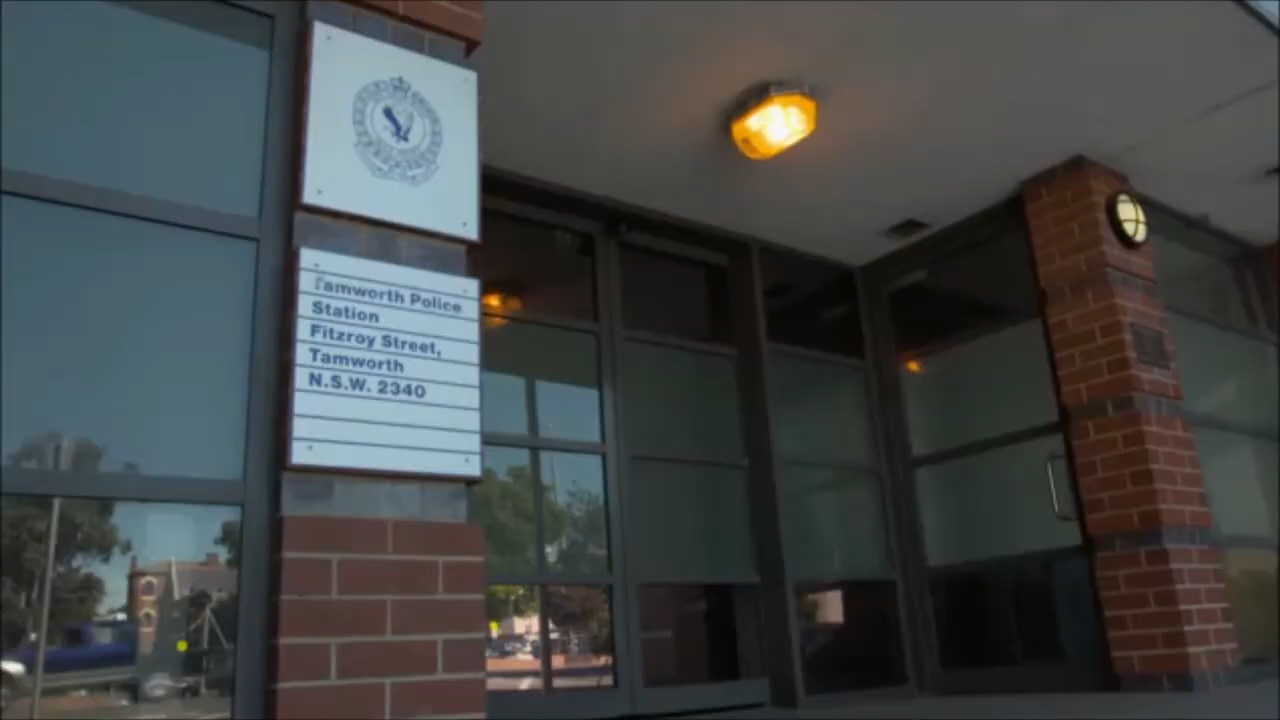 Tamworth Police
Station
Fitzroy Street,
Tamworth
N.S.W. 2340